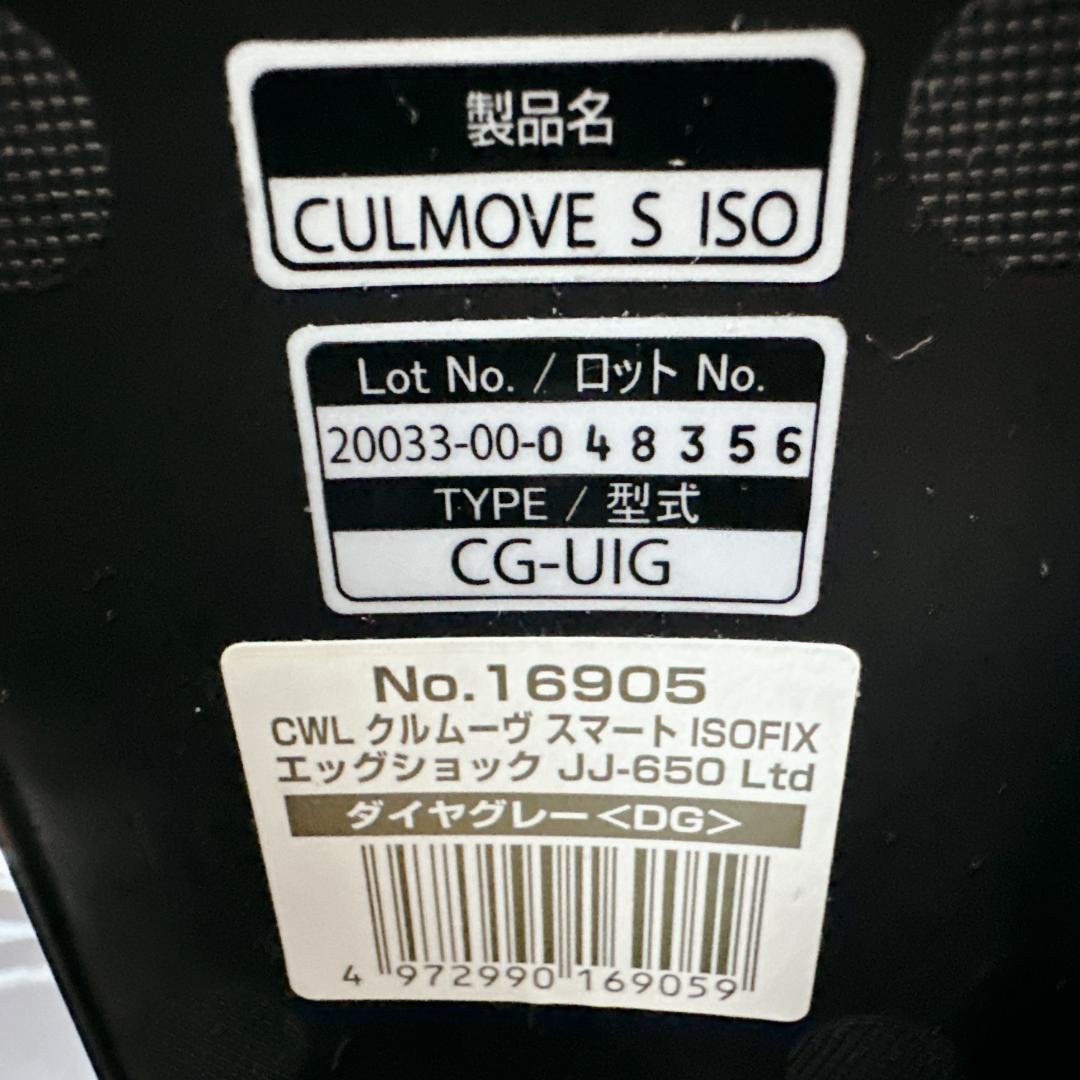 製品名
CULMOVE S ISO
Lot No. / ロット No.
20033-00-048356
TYPE / 型式
CG-UIG
No.16905
CWL クルムーヴ スマート ISOFIX
エッグショック JJ-650 Ltd
ダイヤグレー<DG>
4 972990 169059